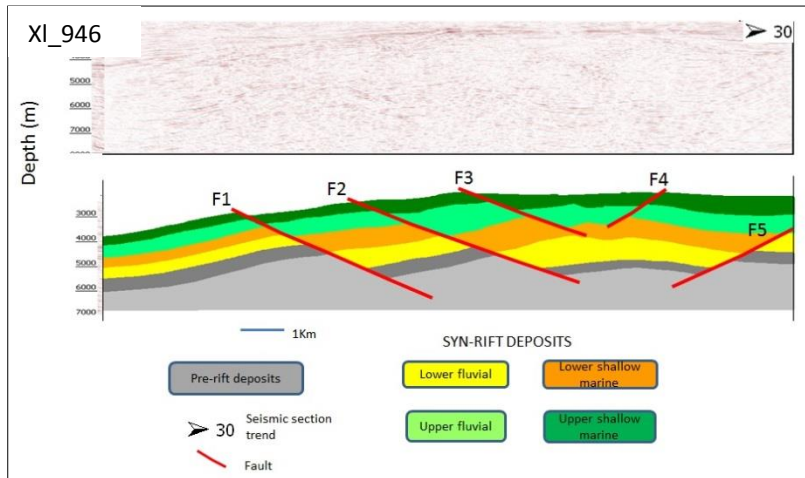 Xl_946
30
Depth (m)
5000
6000
7000
F1
F2
F3
F4
F5
3000
4000
5000
6000
7000
1Km
SYN-RIFT DEPOSITS
Pre-rift deposits
Lower fluvial
Lower shallow
marine
30
Seismic section
trend
Upper fluvial
Upper shallow
marine
Fault